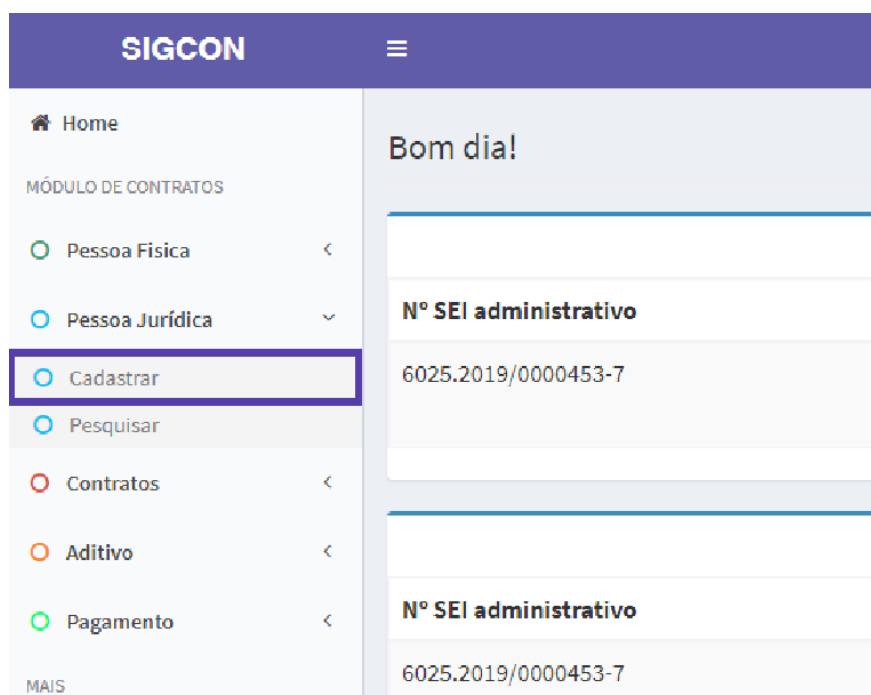 SIGCON
Home
MÓDULO DE CONTRATOS
Pessoa Fisica
Pessoa Jurídica
Cadastrar
Pesquisar
Contratos
Aditivo
Pagamento
MAIS
Bom dia!
Nº SEI administrativo
6025.2019/0000453-7
Nº SEI administrativo
6025.2019/0000453-7